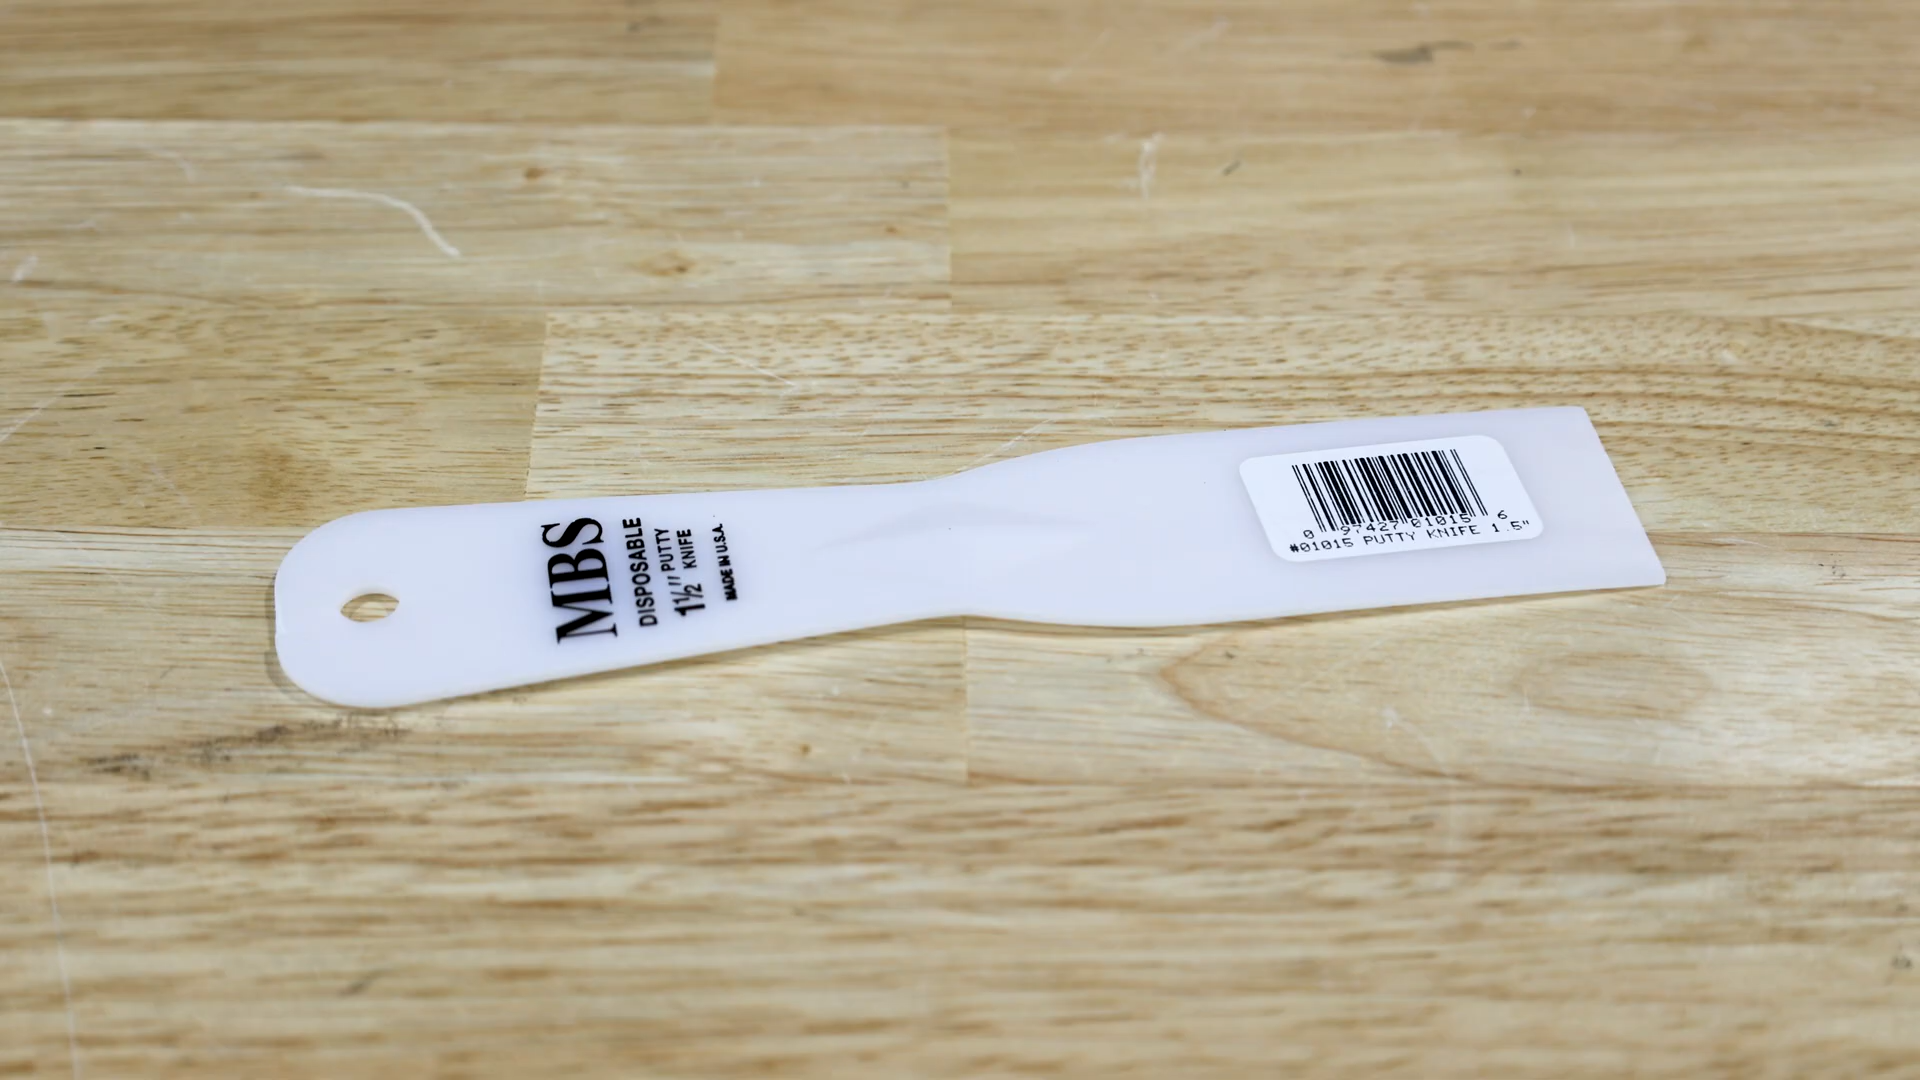 MBS
DISPOSABLE
1½" PUTTY KNIFE
MADE IN U.S.A.
0 97427 01015 6
#01015 PUTTY KNIFE 1.5"